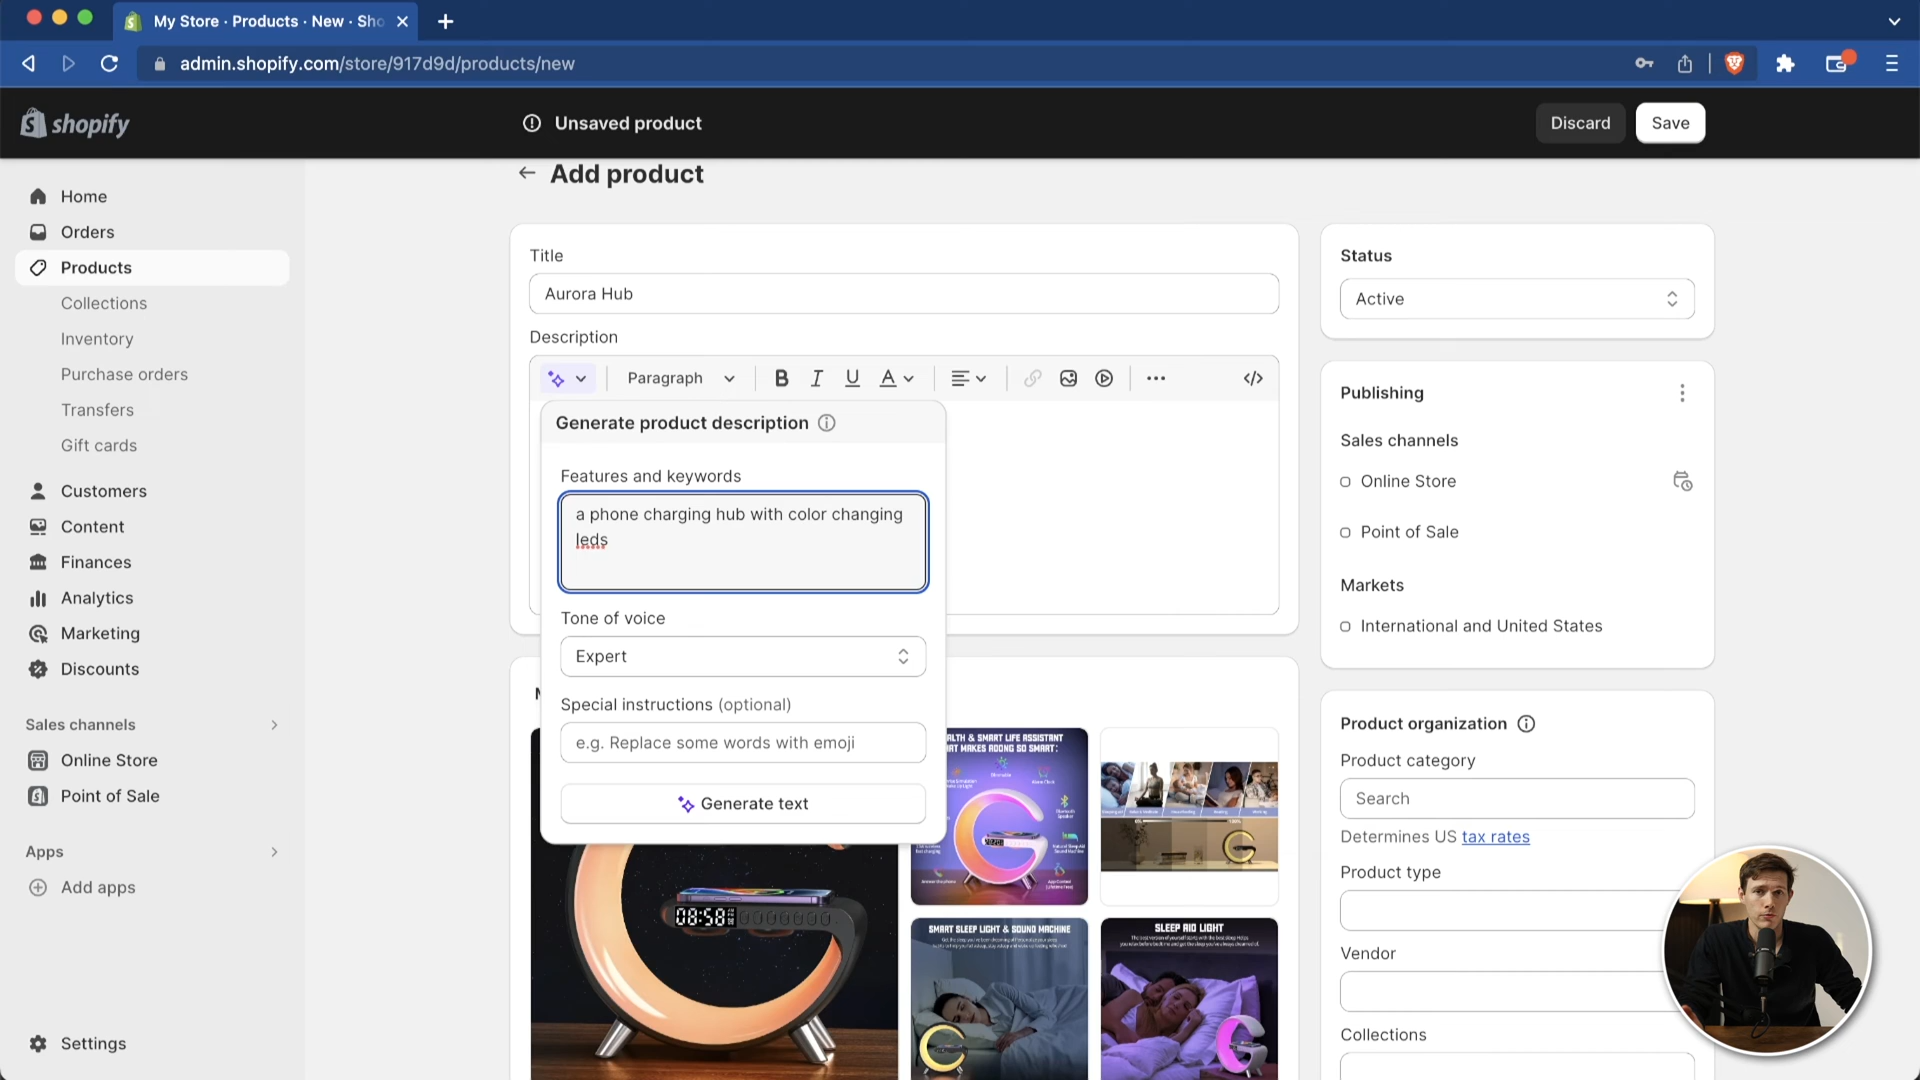 My Store · Products · New · Sho
admin.shopify.com/store/917d9d/products/new
shopify
Unsaved product
Discard
Save
Home
Orders
Products
Collections
Inventory
Purchase orders
Transfers
Gift cards
Customers
Content
Finances
Analytics
Marketing
Discounts
Sales channels
Online Store
Point of Sale
Apps
Add apps
Settings
Add product
Title
Aurora Hub
Description
Paragraph
B I U A
Generate product description
Features and keywords
a phone charging hub with color changing
leds
Tone of voice
Expert
Special instructions (optional)
e.g. Replace some words with emoji
Generate text
08:58
SMART LIFE ASSISTANT
SMART SLEEP LIGHT & SOUND MACHINE
SLEEP AID LIGHT
Status
Active
Publishing
Sales channels
Online Store
Point of Sale
Markets
International and United States
Product organization
Product category
Search
Determines US tax rates
Product type
Vendor
Collections